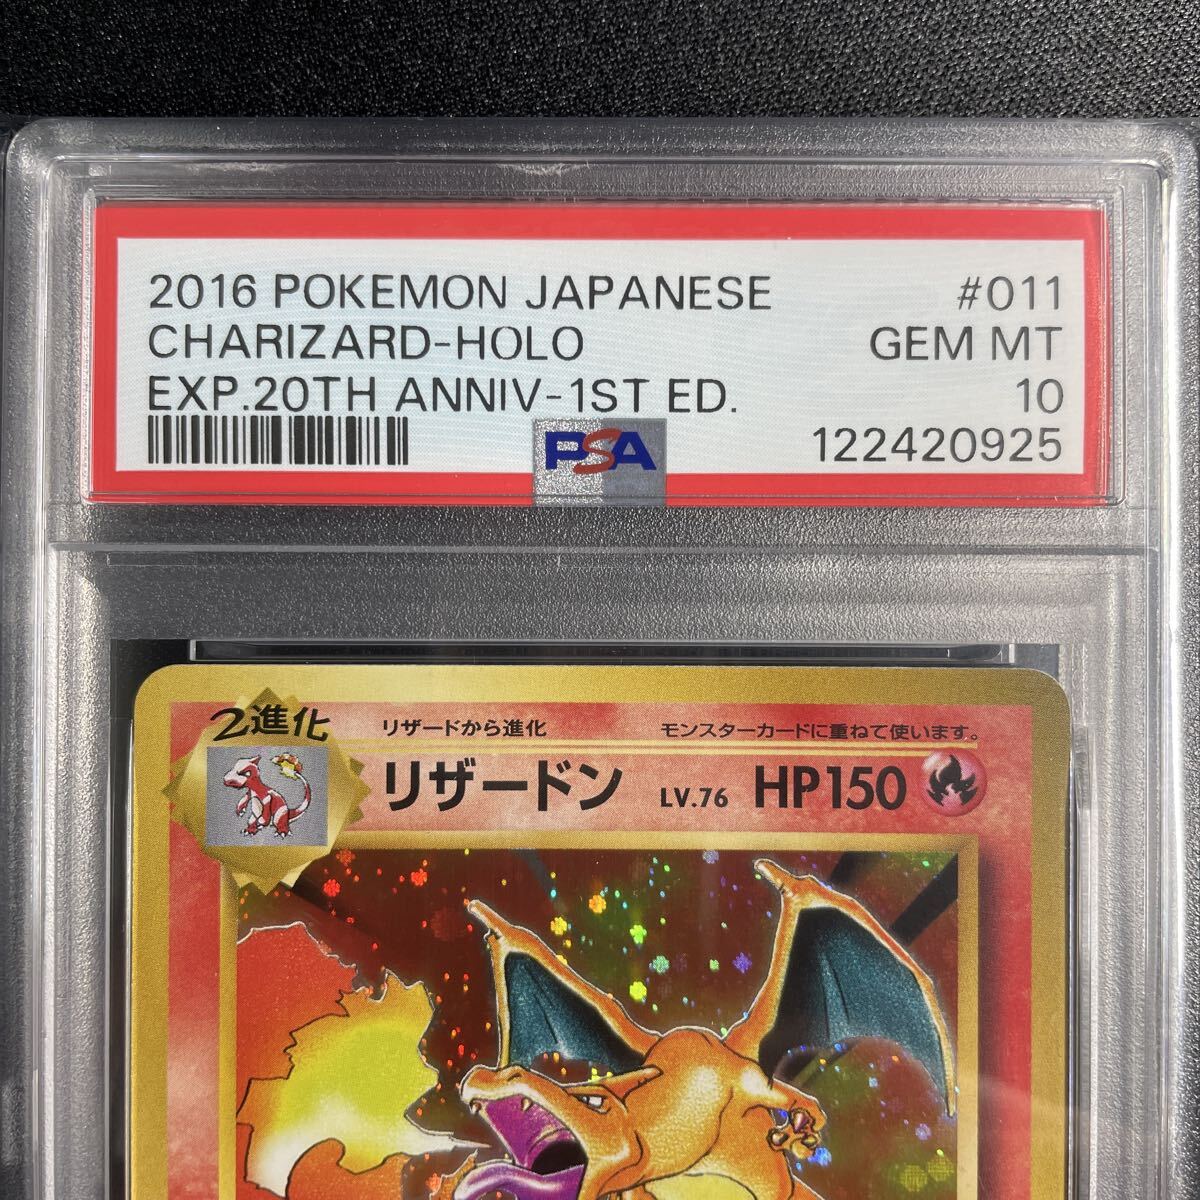 2016 POKEMON JAPANESE #011
CHARIZARD-HOLO GEM MT
EXP.20TH ANNIV-1ST ED. 10
PSA 122420925
2進化 リザードから進化 モンスターカードに重ねて使います。
リザードン LV.76 HP150